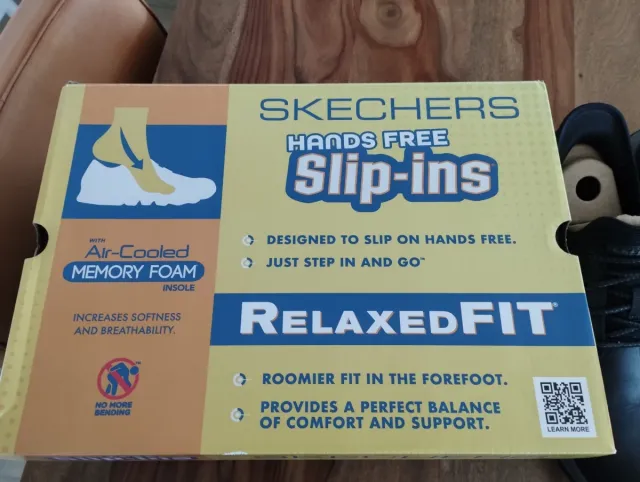 SKECHERS
HANDS FREE
Slip-ins
DESIGNED TO SLIP ON HANDS FREE.
JUST STEP IN AND GO™
WITH
Air-Cooled
MEMORY FOAM
INSOLE
INCREASES SOFTNESS
AND BREATHABILITY.
NO MORE
BENDING
RELAXEDFIT®
ROOMIER FIT IN THE FOREFOOT.
PROVIDES A PERFECT BALANCE
OF COMFORT AND SUPPORT.
LEARN MORE